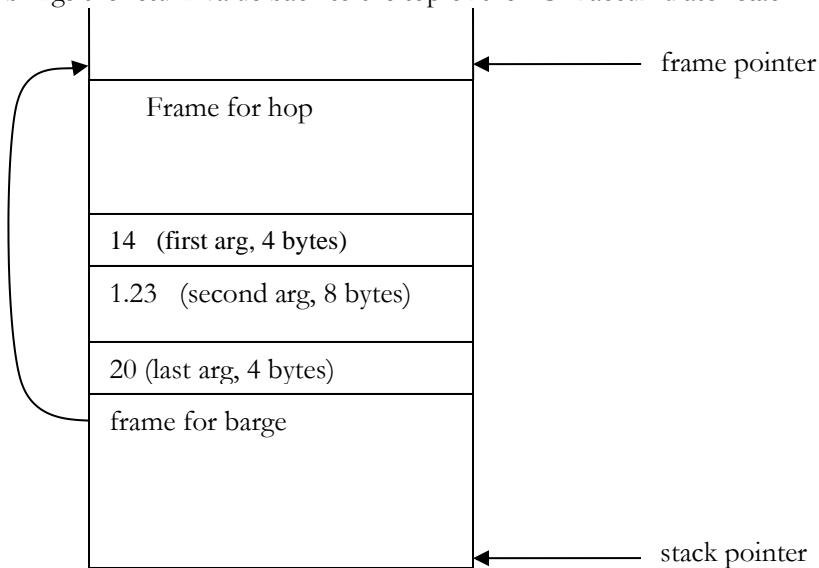 frame pointer
Frame for hop
14 (first arg, 4 bytes)
1.23 (second arg, 8 bytes)
20 (last arg, 4 bytes)
frame for barge
stack pointer